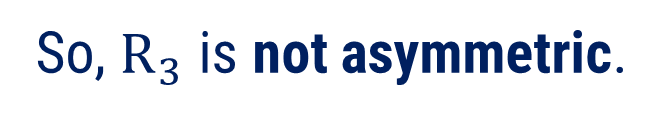 So, R₃ is not asymmetric.